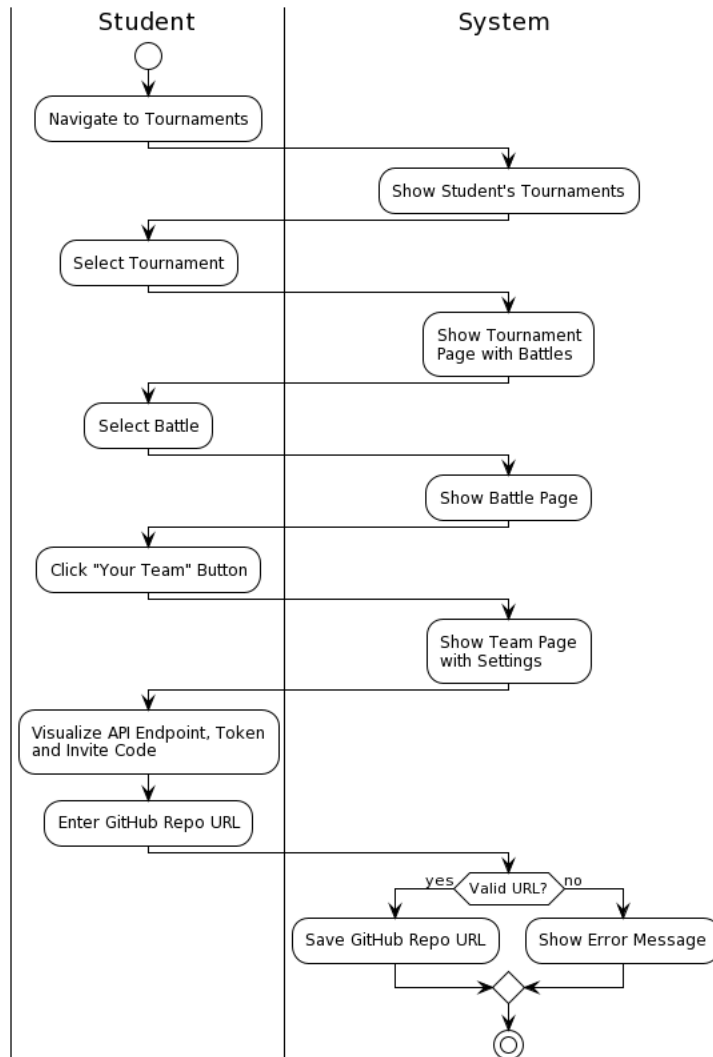 Student
System
Navigate to Tournaments
Show Student's Tournaments
Select Tournament
Show Tournament
Page with Battles
Select Battle
Show Battle Page
Click "Your Team" Button
Show Team Page
with Settings
Visualize API Endpoint, Token
and Invite Code
Enter GitHub Repo URL
yes
Valid URL?
no
Save GitHub Repo URL
Show Error Message